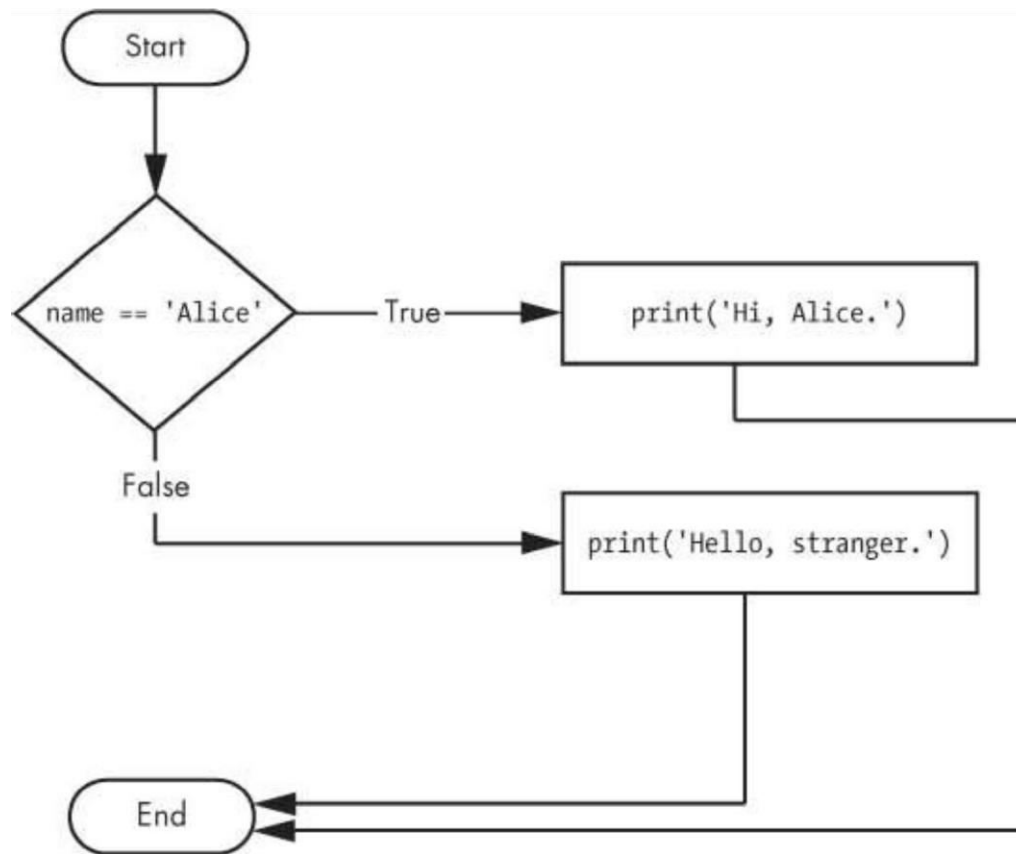 Start
name == 'Alice'
True
print('Hi, Alice.')
False
print('Hello, stranger.')
End